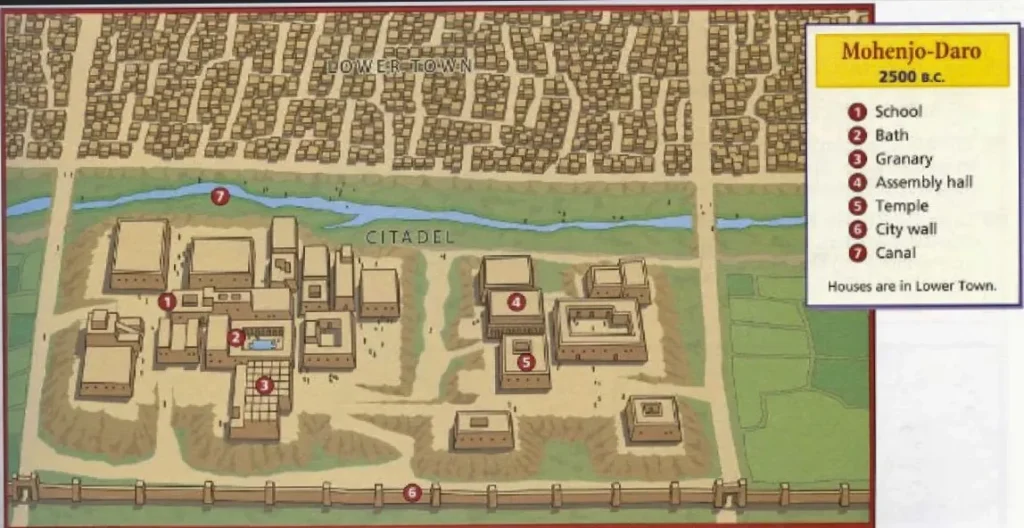 LOWER TOWN
7
CITADEL
1
4
2
5
3
6
Mohenjo-Daro
2500 B.C.
1 School
2 Bath
3 Granary
4 Assembly hall
5 Temple
6 City wall
7 Canal
Houses are in Lower Town.